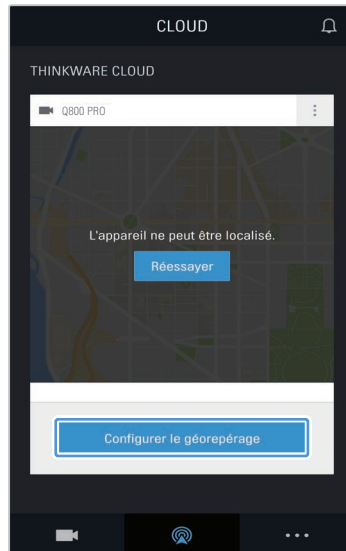 CLOUD
THINKWARE CLOUD
Q800 PRO
L'appareil ne peut être localisé.
Réessayer
Configurer le géorepérage